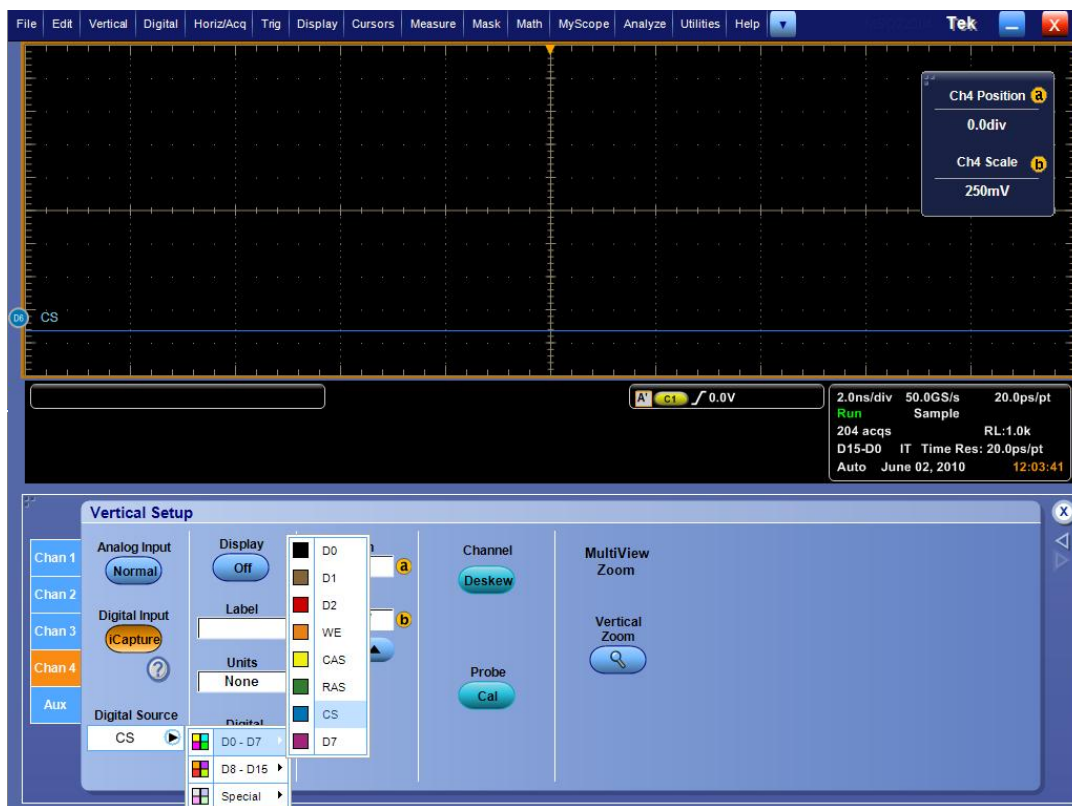 File Edit Vertical Digital Horiz/Acq Trig Display Cursors Measure Mask Math MyScope Analyze Utilities Help Tek X
Ch4 Position a
0.0div
Ch4 Scale b
250mV
D6 CS
A' C1 0.0V
2.0ns/div 50.0GS/s 20.0ps/pt
Run Sample
204 acqs RL:1.0k
D15-D0 IT Time Res: 20.0ps/pt
Auto June 02, 2010 12:03:41
Vertical Setup
X
Chan 1
Chan 2
Chan 3
Chan 4
Aux
Analog Input
Normal
Digital Input
iCapture
?
Digital Source
CS
Display
Off
Label
Units
None
Digital
D0 - D7
D8 - D15
Special
D0
D1
D2
WE
CAS
RAS
CS
D7
a
b
Channel
Deskew
Probe
Cal
MultiView
Zoom
Vertical
Zoom